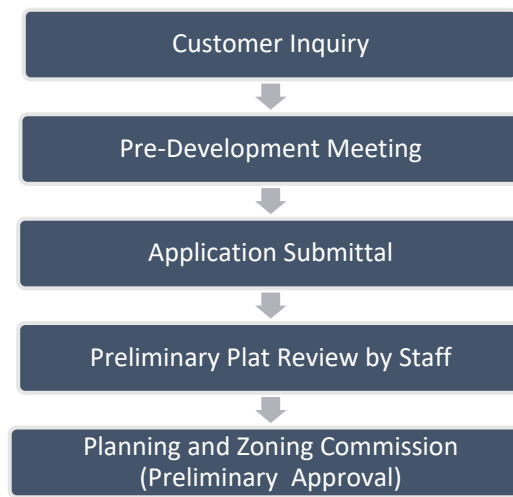 Customer Inquiry
Pre-Development Meeting
Application Submittal
Preliminary Plat Review by Staff
Planning and Zoning Commission
(Preliminary Approval)